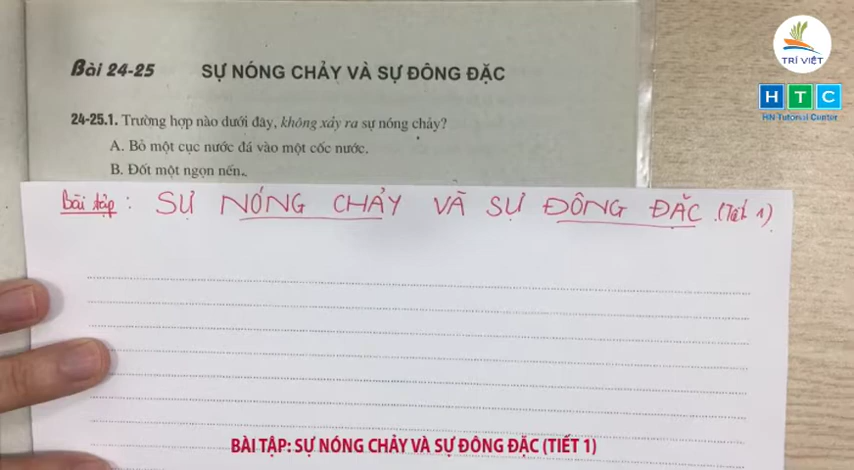 TRÍ VIỆT
H T C
HN Tutorial Center
Bài 24-25 SỰ NÓNG CHẢY VÀ SỰ ĐÔNG ĐẶC
24-25.1. Trường hợp nào dưới đây, không xảy ra sự nóng chảy?
A. Bỏ một cục nước đá vào một cốc nước.
B. Đốt một ngọn nến.
Bài tập: SỰ NÓNG CHẢY VÀ SỰ ĐÔNG ĐẶC (Tiết 1)
BÀI TẬP: SỰ NÓNG CHẢY VÀ SỰ ĐÔNG ĐẶC (TIẾT 1)